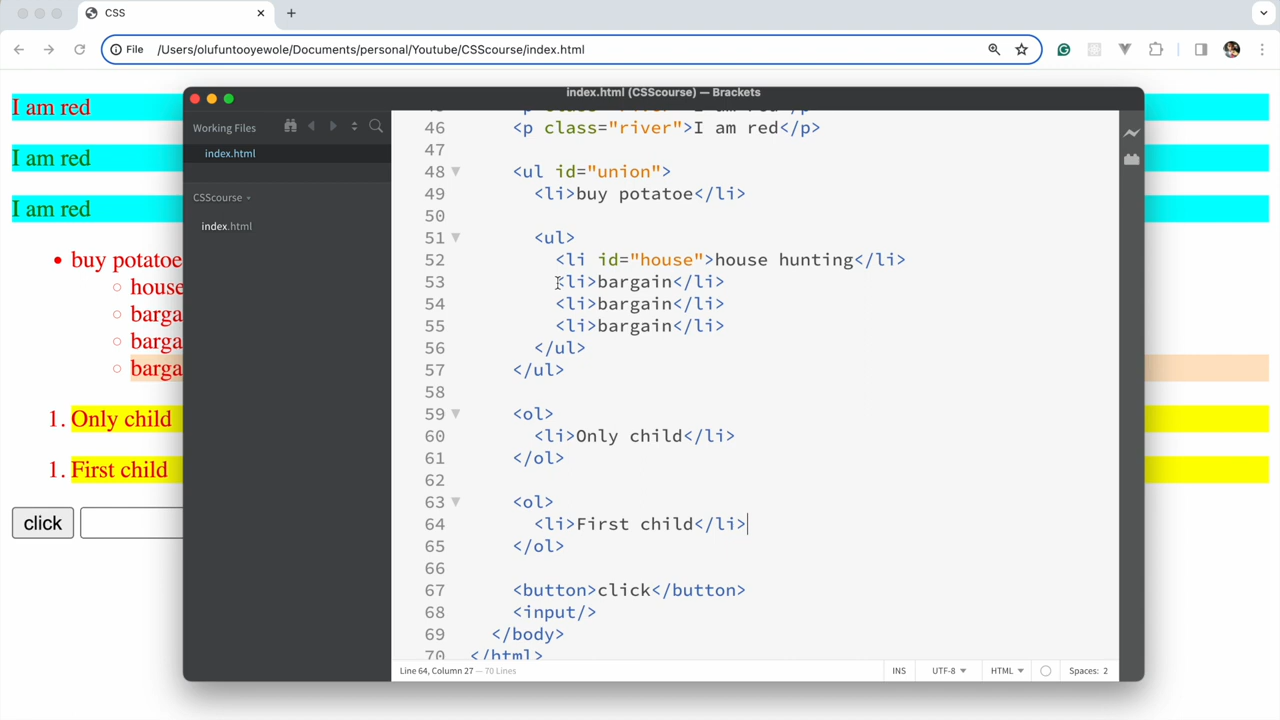 CSS
File /Users/olufuntooyewole/Documents/personal/Youtube/CSScourse/index.html
I am red
I am red
I am red
• buy potatoe
house
barga
barga
barga
1. Only child
1. First child
click
index.html (CSScourse) — Brackets
Working Files
index.html
CSScourse
index.html
46 <p class="river">I am red</p>
47
48 <ul id="union">
49 <li>buy potatoe</li>
50
51 <ul>
52 <li id="house">house hunting</li>
53 <li>bargain</li>
54 <li>bargain</li>
55 <li>bargain</li>
56 </ul>
57 </ul>
58
59 <ol>
60 <li>Only child</li>
61 </ol>
62
63 <ol>
64 <li>First child</li>
65 </ol>
66
67 <button>click</button>
68 <input/>
69 </body>
70 </html>
Line 64, Column 27 — 70 Lines
INS UTF-8 HTML Spaces: 2